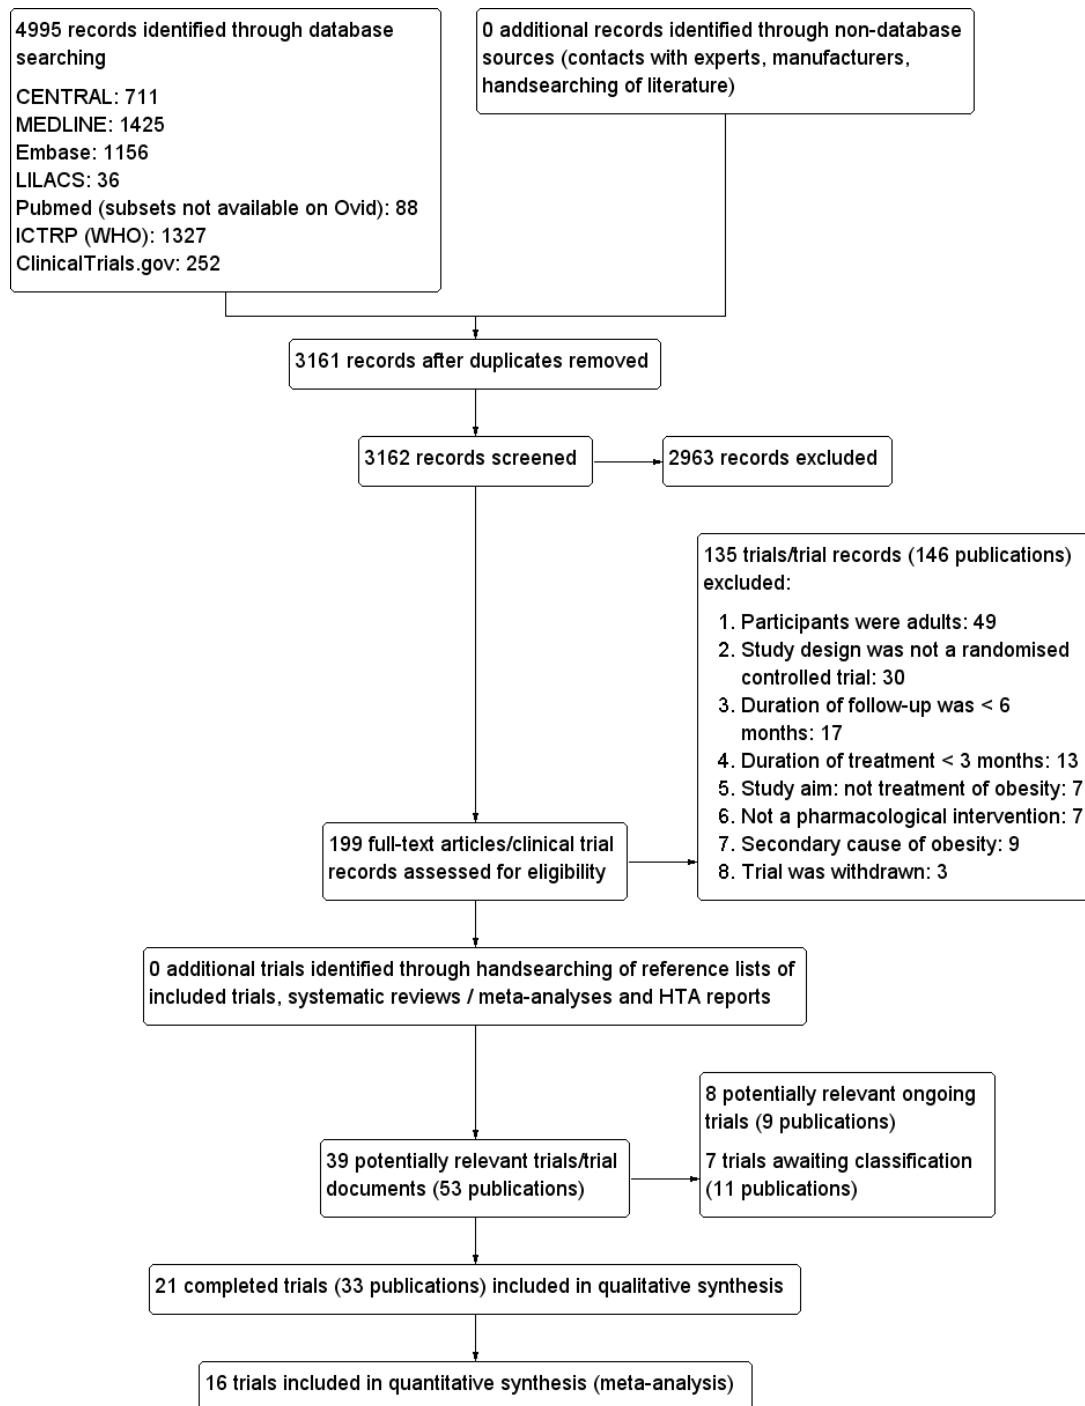 4995 records identified through database
searching
CENTRAL: 711
MEDLINE: 1425
Embase: 1156
LILACS: 36
Pubmed (subsets not available on Ovid): 88
ICTRP (WHO): 1327
ClinicalTrials.gov: 252
0 additional records identified through non-database
sources (contacts with experts, manufacturers,
handsearching of literature)
3161 records after duplicates removed
3162 records screened
2963 records excluded
135 trials/trial records (146 publications)
excluded:
1. Participants were adults: 49
2. Study design was not a randomised
controlled trial: 30
3. Duration of follow-up was < 6
months: 17
4. Duration of treatment < 3 months: 13
5. Study aim: not treatment of obesity: 7
6. Not a pharmacological intervention: 7
7. Secondary cause of obesity: 9
8. Trial was withdrawn: 3
199 full-text articles/clinical trial
records assessed for eligibility
0 additional trials identified through handsearching of reference lists of
included trials, systematic reviews / meta-analyses and HTA reports
39 potentially relevant trials/trial
documents (53 publications)
8 potentially relevant ongoing
trials (9 publications)
7 trials awaiting classification
(11 publications)
21 completed trials (33 publications) included in qualitative synthesis
16 trials included in quantitative synthesis (meta-analysis)